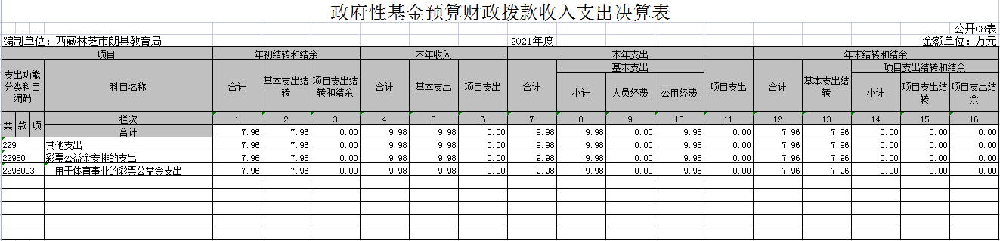 政府性基金预算财政拨款收入支出决算表
公开08表
编制单位：西藏林芝市朗县教育局 2021年度 金额单位：万元
项目 年初结转和结余 本年收入 本年支出 年末结转和结余
支出功能分类科目编码 科目名称 合计 基本支出结转 项目支出结转和结余 合计 基本支出 项目支出 合计 基本支出 项目支出 合计 基本支出结转 项目支出结转和结余
小计 人员经费 公用经费 小计 项目支出结转 项目支出结余
类 款 项 栏次 1 2 3 4 5 6 7 8 9 10 11 12 13 14 15 16
合计 7.96 7.96 0.00 9.98 9.98 0.00 9.98 9.98 0.00 9.98 0.00 7.96 7.96 0.00 0.00 0.00
229 其他支出 7.96 7.96 0.00 9.98 9.98 0.00 9.98 9.98 0.00 9.98 0.00 7.96 7.96 0.00 0.00 0.00
22960 彩票公益金安排的支出 7.96 7.96 0.00 9.98 9.98 0.00 9.98 9.98 0.00 9.98 0.00 7.96 7.96 0.00 0.00 0.00
2296003 用于体育事业的彩票公益金支出 7.96 7.96 0.00 9.98 9.98 0.00 9.98 9.98 0.00 9.98 0.00 7.96 7.96 0.00 0.00 0.00